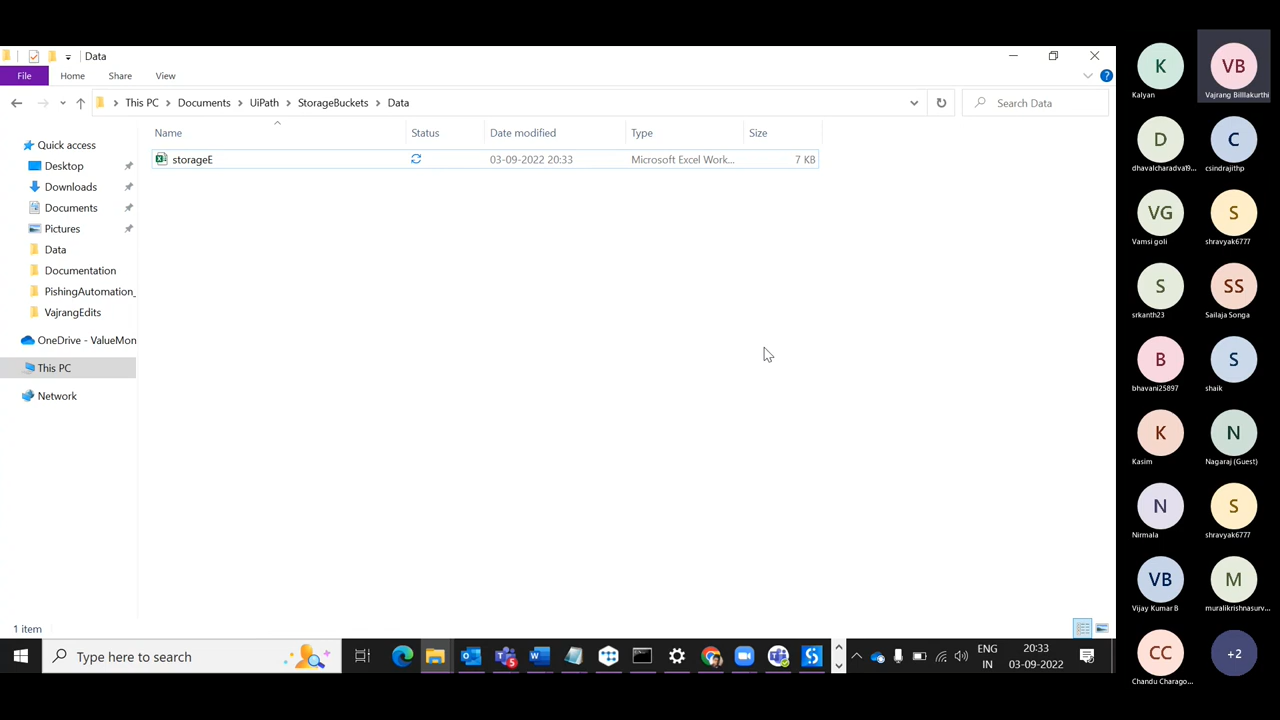 Data
File
Home
Share
View
This PC
Documents
UiPath
StorageBuckets
Data
Search Data
Name
Status
Date modified
Type
Size
storageE
03-09-2022 20:33
Microsoft Excel Work...
7 KB
Quick access
Desktop
Downloads
Documents
Pictures
Data
Documentation
PishingAutomation_
VajrangEdits
OneDrive - ValueMon
This PC
Network
1 item
Type here to search
ENG
IN
20:33
03-09-2022
K
Kalyan
VB
Vajrang Billlakurthi
D
dhavalcharadva19...
C
csindrajithp
VG
Vamsi goli
S
shravyak6777
S
srkanth23
SS
Sailaja Songa
B
bhavani25897
S
shaik
K
Kasim
N
Nagaraj (Guest)
N
Nirmala
S
shravyak6777
VB
Vijay Kumar B
M
muralikrishnasurv...
CC
Chandu Charago...
+2